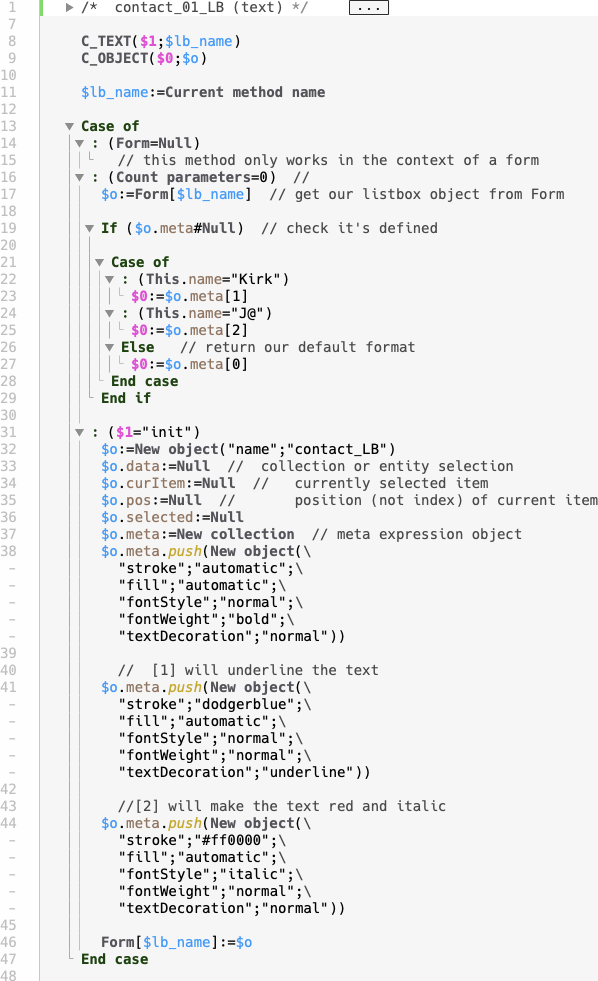 1 /*  contact_01_LB (text) */ ...
7
8 C_TEXT($1;$lb_name)
9 C_OBJECT($0;$o)
10
11 $lb_name:=Current method name
12
13 Case of
14 : (Form=Null)
15 // this method only works in the context of a form
16 : (Count parameters=0)  //
17 $o:=Form[$lb_name]  // get our listbox object from Form
18
19 If ($o.meta#Null)  // check it's defined
20
21 Case of
22 : (This.name="Kirk")
23 $0:=$o.meta[1]
24 : (This.name="J@")
25 $0:=$o.meta[2]
26 Else   // return our default format
27 $0:=$o.meta[0]
28 End case
29 End if
30
31 : ($1="init")
32 $o:=New object("name";"contact_LB")
33 $o.data:=Null  //  collection or entity selection
34 $o.curItem:=Null  //   currently selected item
35 $o.pos:=Null  //       position (not index) of current item
36 $o.selected:=Null
37 $o.meta:=New collection  // meta expression object
38 $o.meta.push(New object(\
- "stroke";"automatic";\
- "fill";"automatic";\
- "fontStyle";"normal";\
- "fontWeight";"bold";\
- "textDecoration";"normal"))
39
40 //  [1] will underline the text
41 $o.meta.push(New object(\
- "stroke";"dodgerblue";\
- "fill";"automatic";\
- "fontStyle";"normal";\
- "fontWeight";"normal";\
- "textDecoration";"underline"))
42
43 //[2] will make the text red and italic
44 $o.meta.push(New object(\
- "stroke";"#ff0000";\
- "fill";"automatic";\
- "fontStyle";"italic";\
- "fontWeight";"normal";\
- "textDecoration";"normal"))
45
46 Form[$lb_name]:=$o
47 End case
48